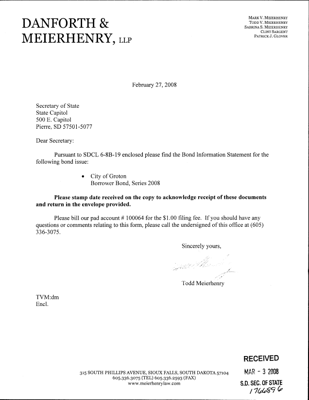 DANFORTH &
MEIERHENRY, LLP
MARK V. MEIERHENRY
TODD V. MEIERHENRY
SABRINA S. MEIERHENRY
CLINT SARGENT
PATRICK J. GLOVER
February 27, 2008
Secretary of State
State Capitol
500 E. Capitol
Pierre, SD 57501-5077
Dear Secretary:
Pursuant to SDCL 6-8B-19 enclosed please find the Bond Information Statement for the
following bond issue:
• City of Groton
Borrower Bond, Series 2008
Please stamp date received on the copy to acknowledge receipt of these documents
and return in the envelope provided.
Please bill our pad account # 100064 for the $1.00 filing fee. If you should have any
questions or comments relating to this form, please call the undersigned of this office at (605)
336-3075.
Sincerely yours,
Todd Meierhenry
TVM:dm
Encl.
315 SOUTH PHILLIPS AVENUE, SIOUX FALLS, SOUTH DAKOTA 57104
605.336.3075 (TEL) 605.336.2593 (FAX)
www.meierhenrylaw.com
RECEIVED
MAR - 3 2008
S.D. SEC. OF STATE
1766896